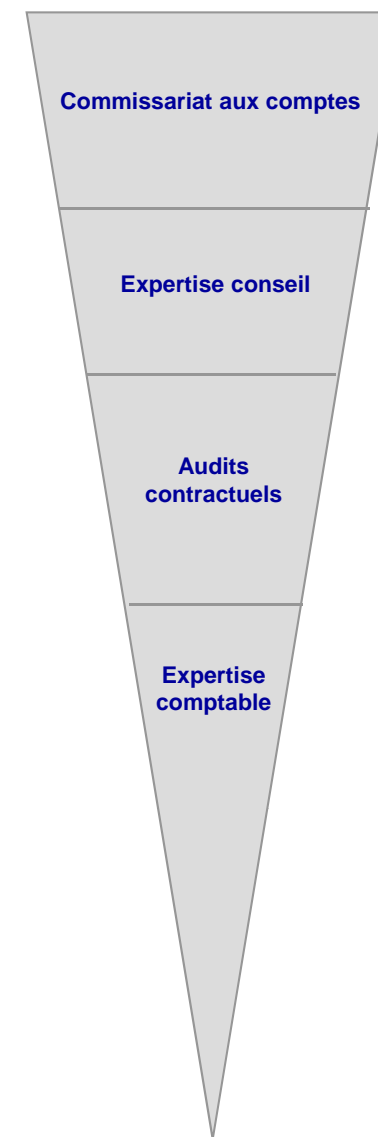 Commissariat aux comptes
Expertise conseil
Audits
contractuels
Expertise
comptable